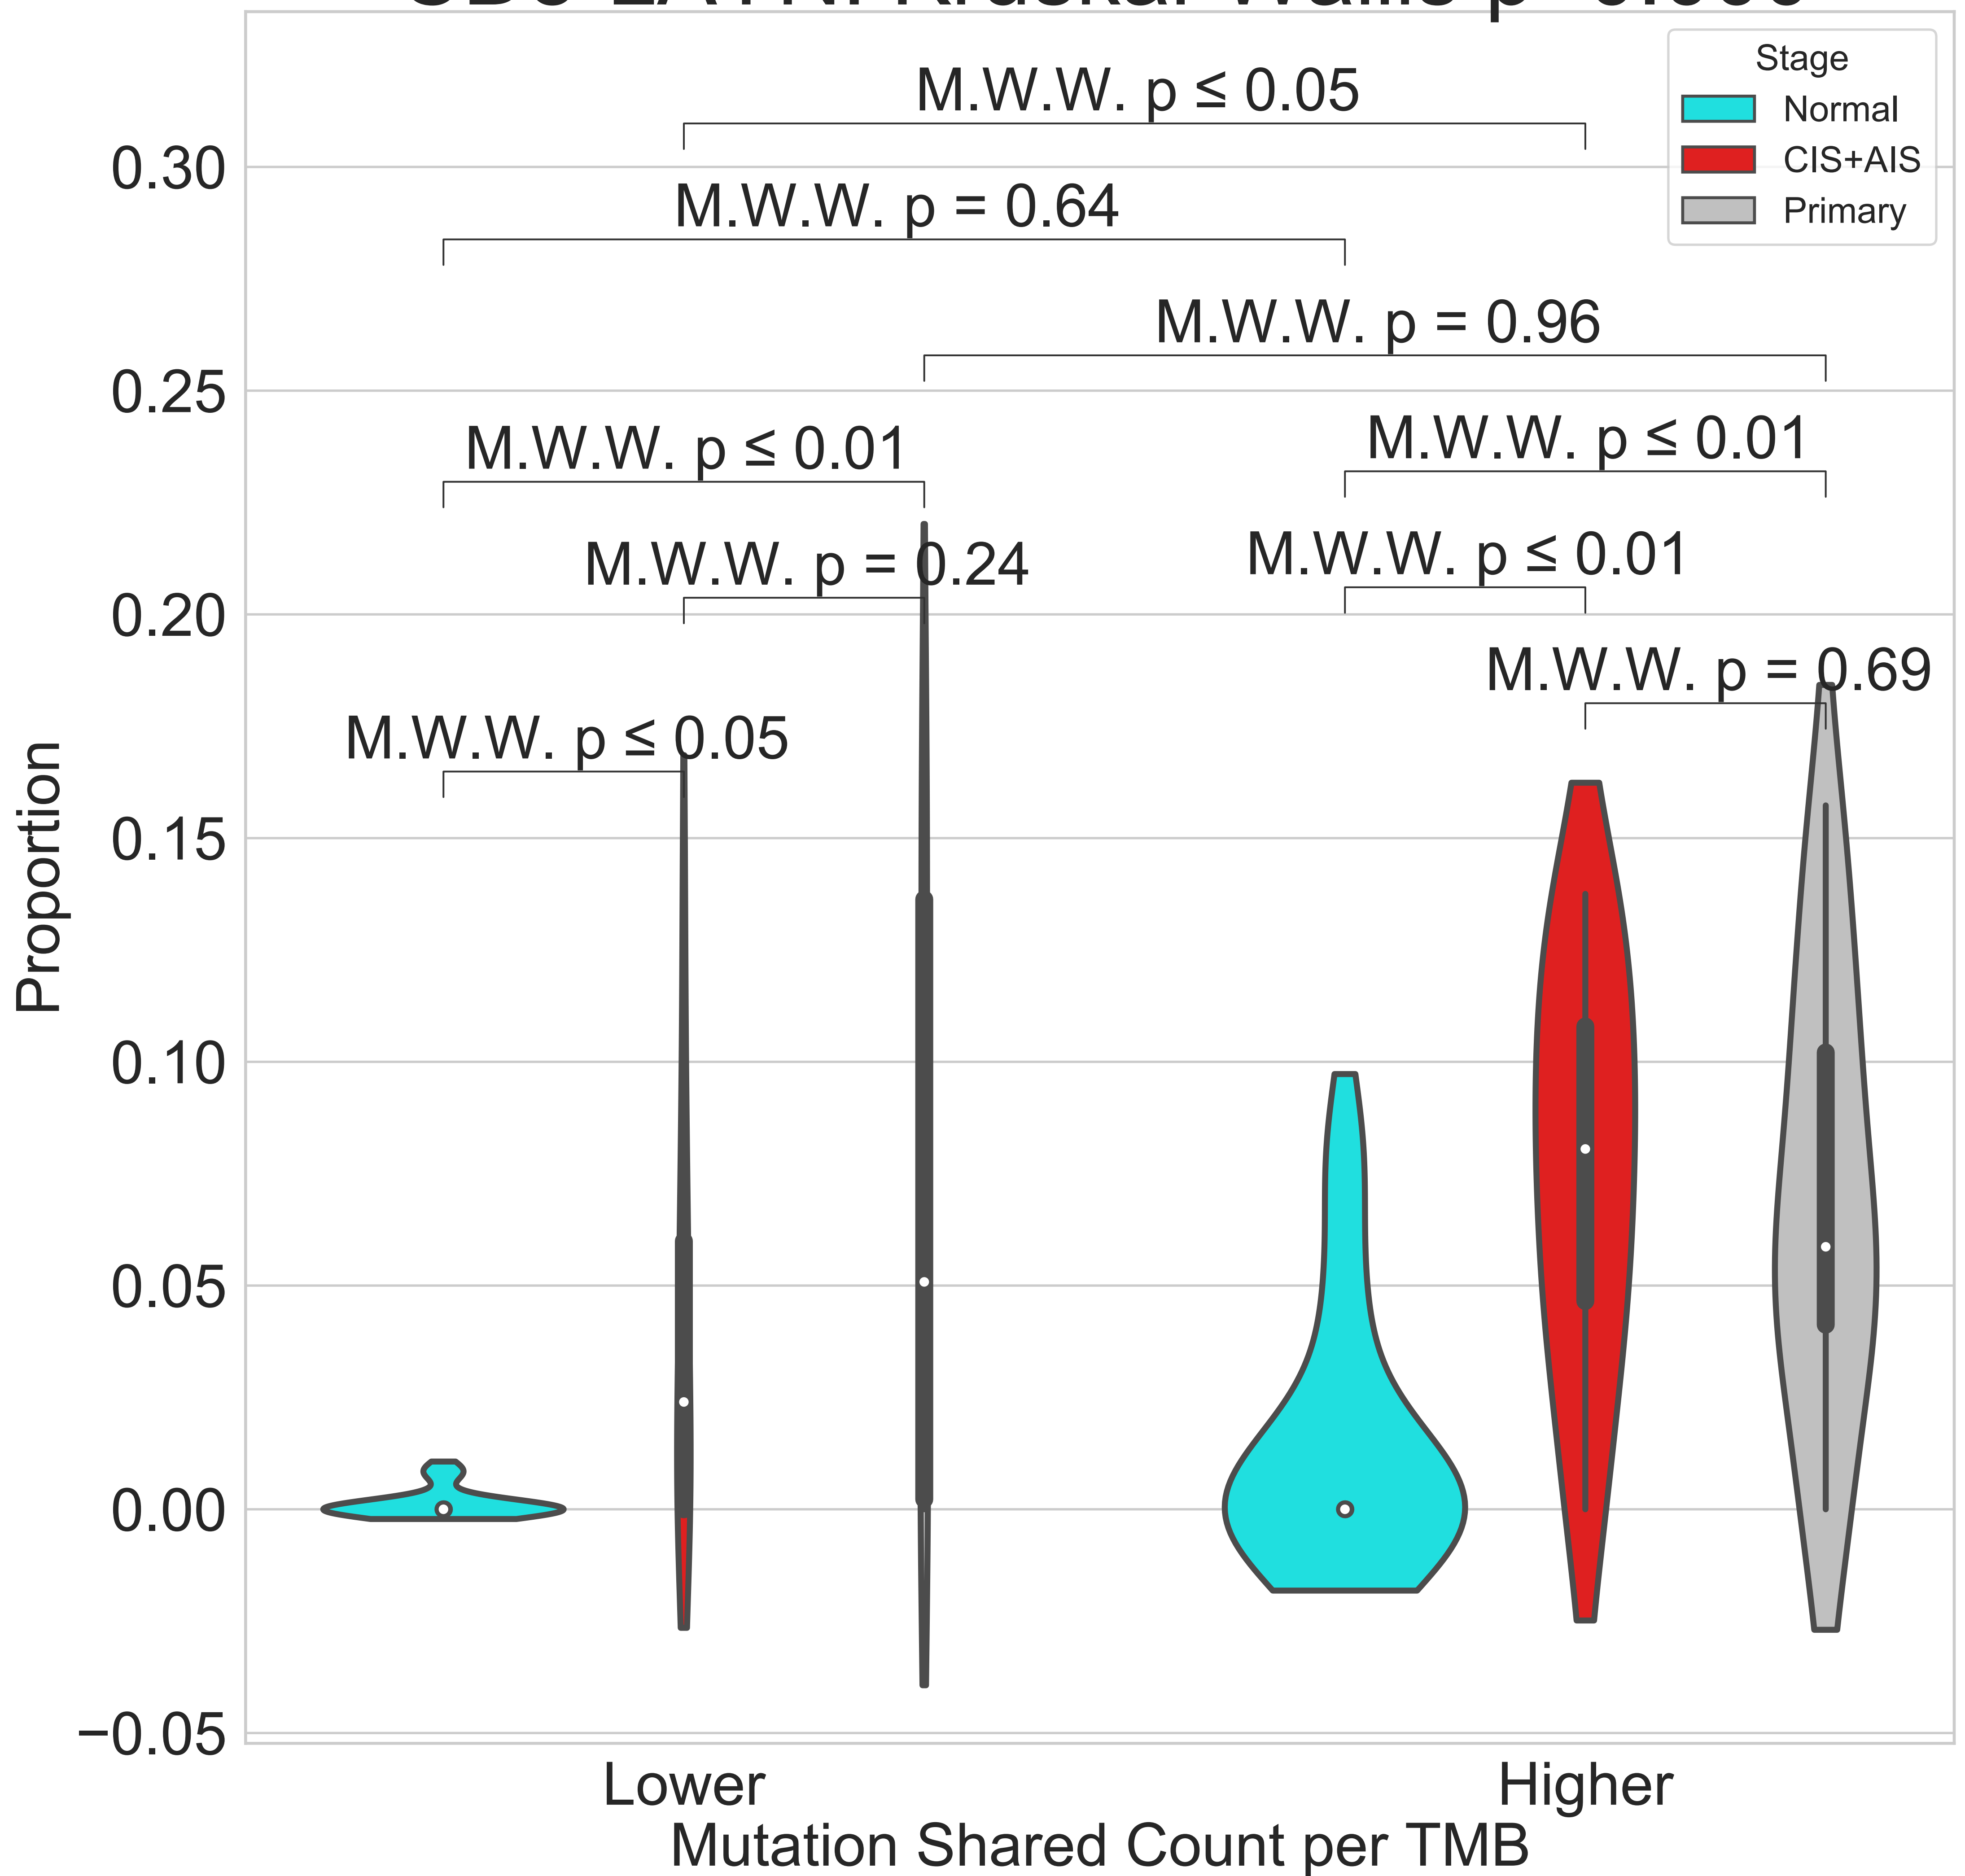 Stage
Normal
CIS+AIS
Primary
M.W.W. p ≤ 0.05
M.W.W. p = 0.64
M.W.W. p = 0.96
M.W.W. p ≤ 0.01
M.W.W. p ≤ 0.01
M.W.W. p = 0.24
M.W.W. p ≤ 0.01
M.W.W. p = 0.69
M.W.W. p ≤ 0.05
0.30
0.25
0.20
0.15
0.10
0.05
0.00
−0.05
Proportion
Lower
Higher
Mutation Shared Count per TMB